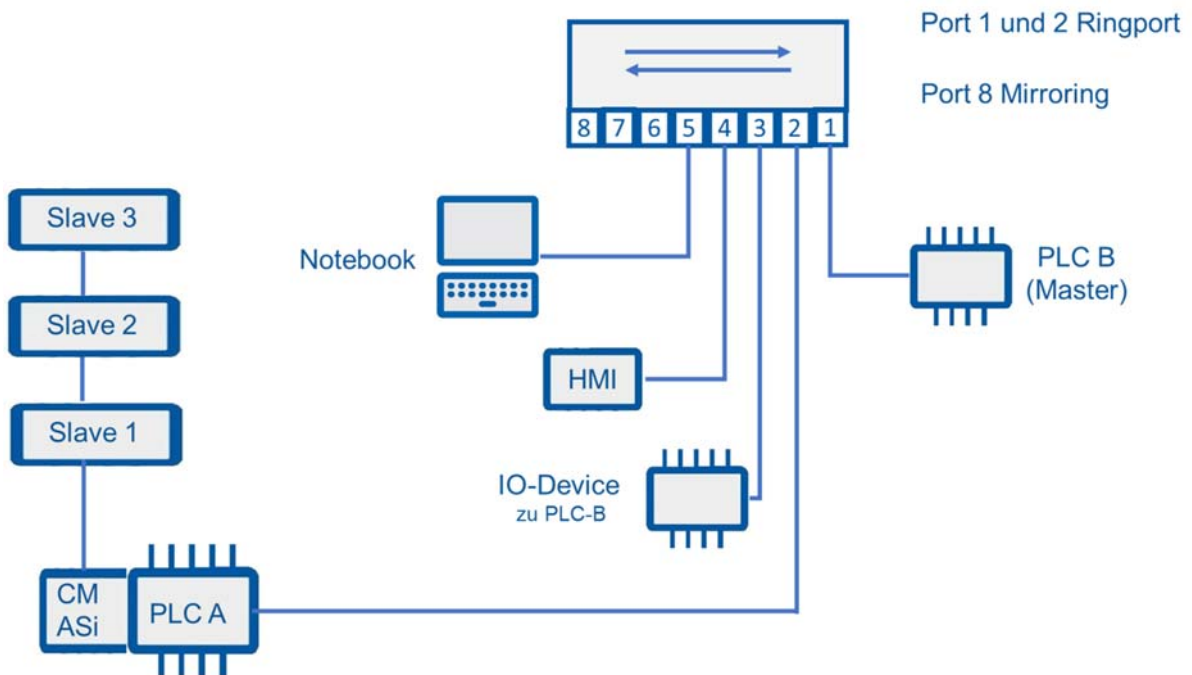 Port 1 und 2 Ringport
Port 8 Mirroring
8 7 6 5 4 3 2 1
Slave 3
Notebook
PLC B
(Master)
Slave 2
HMI
Slave 1
IO-Device
zu PLC-B
CM
ASi
PLC A